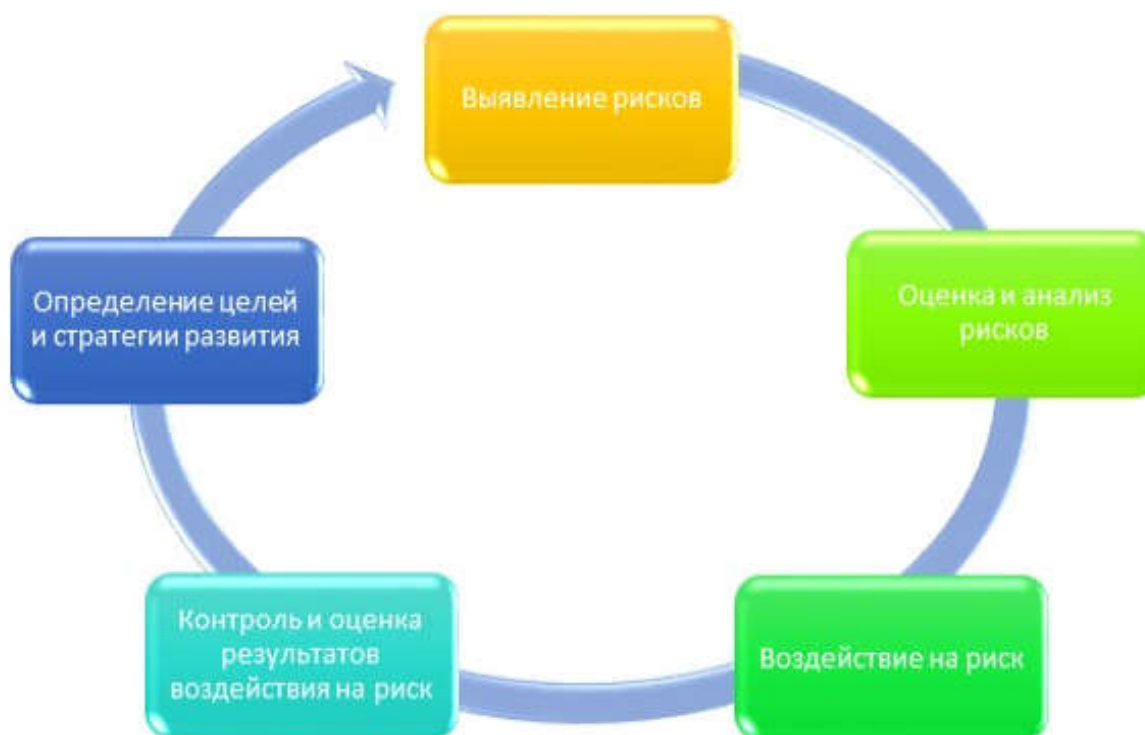 Выявление рисков
Оценка и анализ
рисков
Воздействие на риск
Контроль и оценка
результатов
воздействия на риск
Определение целей
и стратегии развития